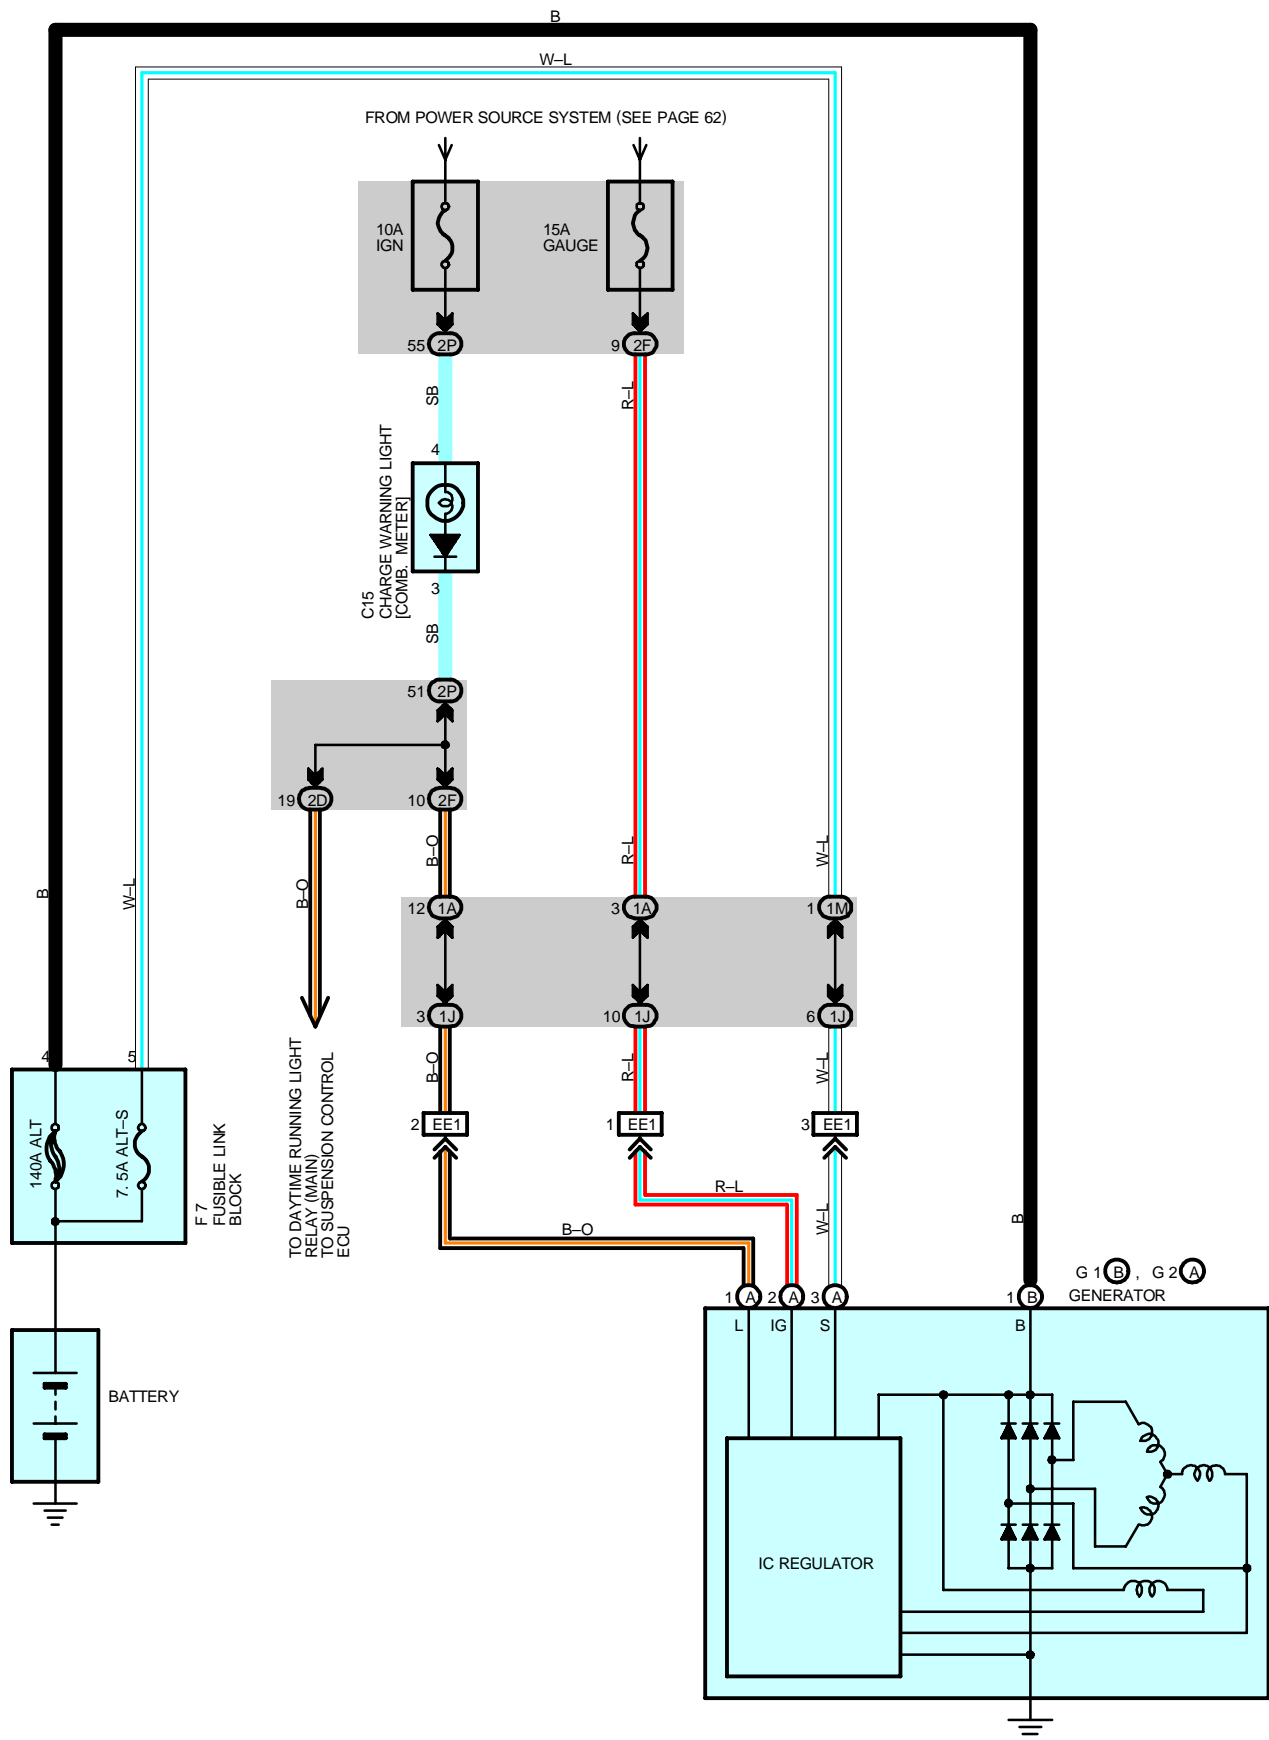 B
W–L
FROM POWER SOURCE SYSTEM (SEE PAGE 62)
10A
IGN
15A
GAUGE
55 2P
9 2F
SB
R–L
4
C15
CHARGE WARNING LIGHT
[COMB. METER]
3
SB
51 2P
19 2D
10 2F
B
W–L
B–O
B–O
R–L
W–L
12 1A
3 1A
1 1M
3 1J
10 1J
6 1J
B–O
R–L
W–L
4
5
140A ALT
7. 5A ALT–S
F 7
FUSIBLE LINK
BLOCK
TO DAYTIME RUNNING LIGHT
RELAY (MAIN)
TO SUSPENSION CONTROL
ECU
2 EE1
1 EE1
3 EE1
R–L
B–O
W–L
B
G 1 B , G 2 A
GENERATOR
1 A
2 A
3 A
1 B
L
IG
S
B
BATTERY
IC REGULATOR